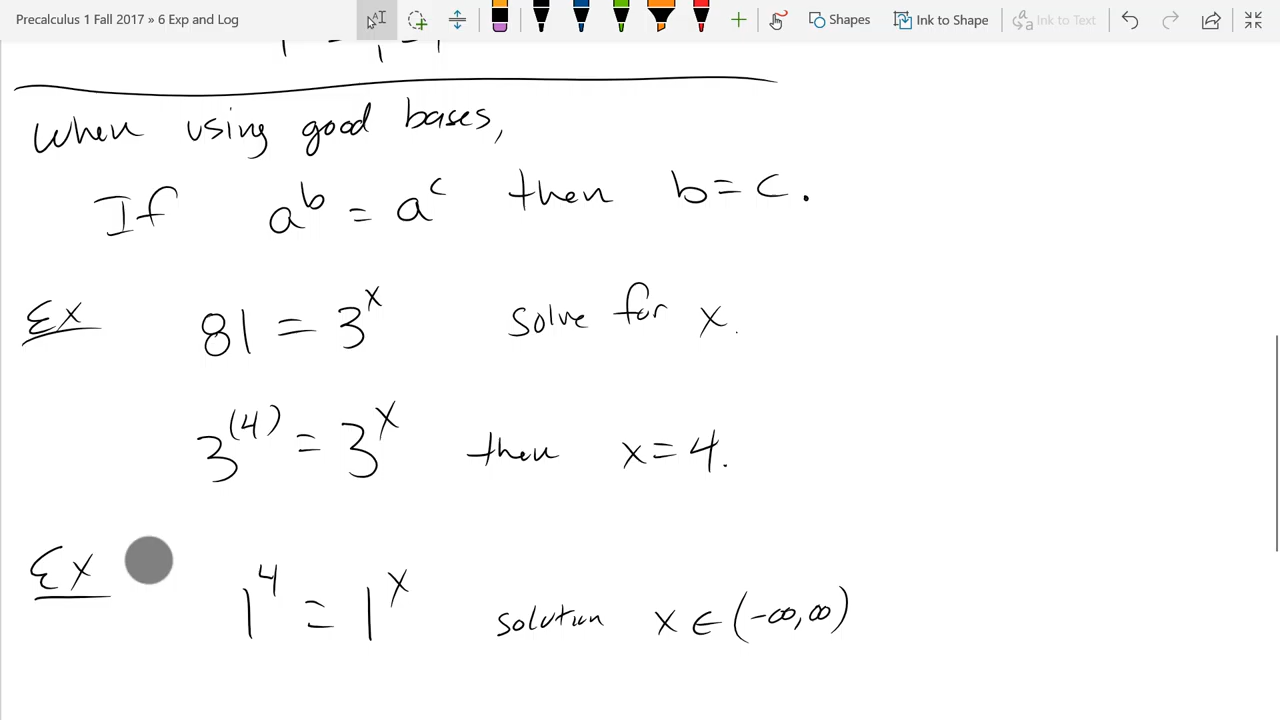 Precalculus 1 Fall 2017 » 6 Exp and Log
Shapes
Ink to Shape
Ink to Text
When using good bases,
If a^b = a^c then b = c.
Ex 81 = 3^x solve for x.
3^(4) = 3^x then x = 4.
Ex 1^4 = 1^x solution x ∈ (-∞, ∞)